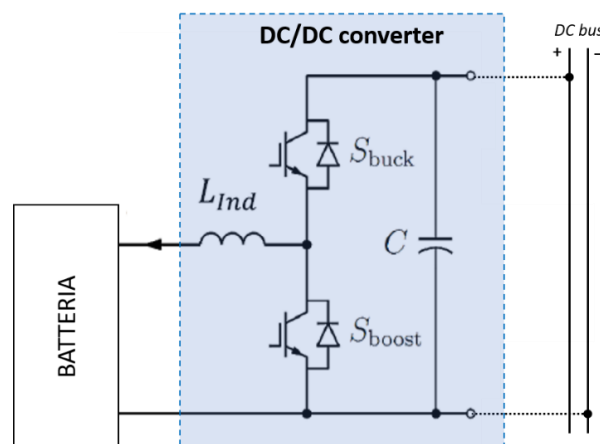 DC/DC converter
DC bus
+ −
S_buck
L_Ind
C
BATTERIA
S_boost